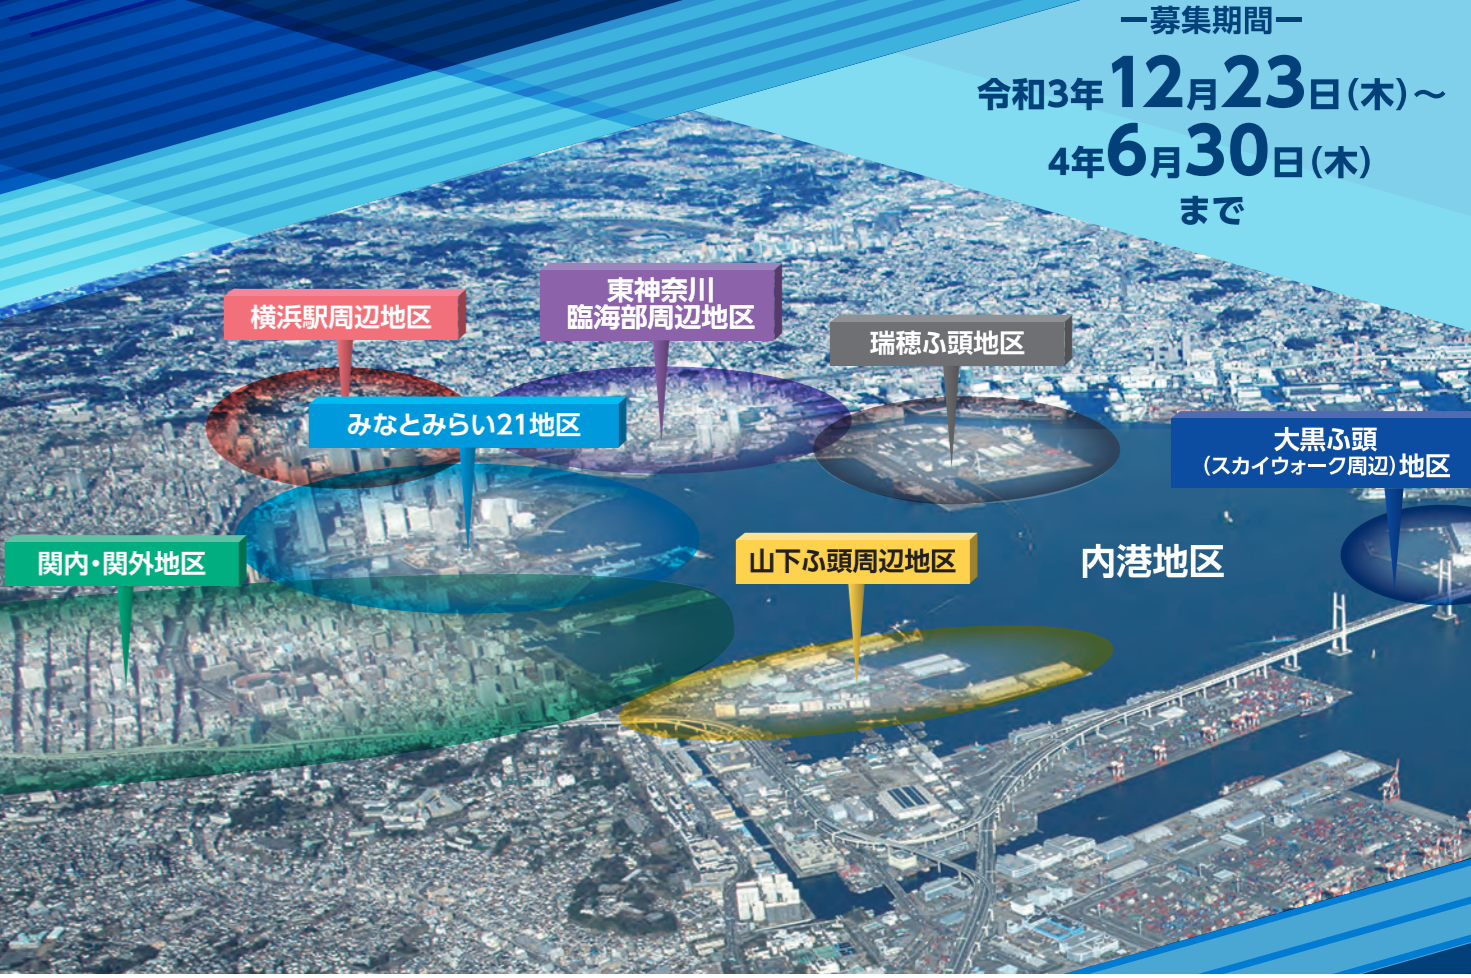 ー募集期間ー
令和3年12月23日（木）～
4年6月30日（木）
まで
東神奈川
臨海部周辺地区
横浜駅周辺地区
瑞穂ふ頭地区
みなとみらい21地区
大黒ふ頭
（スカイウォーク周辺）地区
関内・関外地区
山下ふ頭周辺地区
内港地区